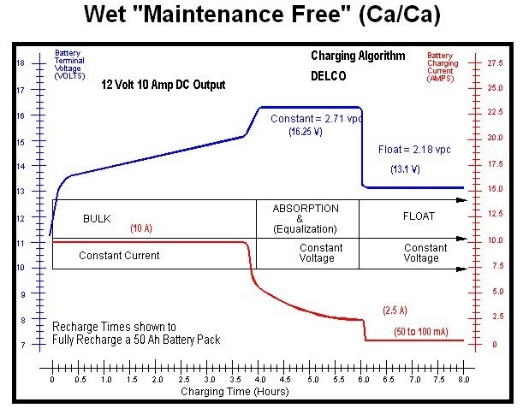 Wet "Maintenance Free" (Ca/Ca)
Battery
Terminal
Voltage
(VOLTS)
Charging Algorithm
DELCO
Battery
Charging
Current
(AMPS)
12 Volt 10 Amp DC Output
18
17
16
15
14
13
12
11
10
9
8
7
27.5
25.0
22.5
20.0
17.5
15.0
12.5
10.0
7.5
5.0
2.5
0
Constant = 2.71 vpc
(16.25 V)
Float = 2.18 vpc
(13.1 V)
BULK
(10 A)
ABSORPTION
&
(Equalization)
FLOAT
Constant Current
Constant
Voltage
Constant
Voltage
(2.5 A)
(50 to 100 mA)
Recharge Times shown to
Fully Recharge a 50 Ah Battery Pack
0 0.5 1.0 1.5 2.0 2.5 3.0 3.5 4.0 4.5 5.0 5.5 6.0 6.5 7.0 7.5 8.0
Charging Time (Hours)